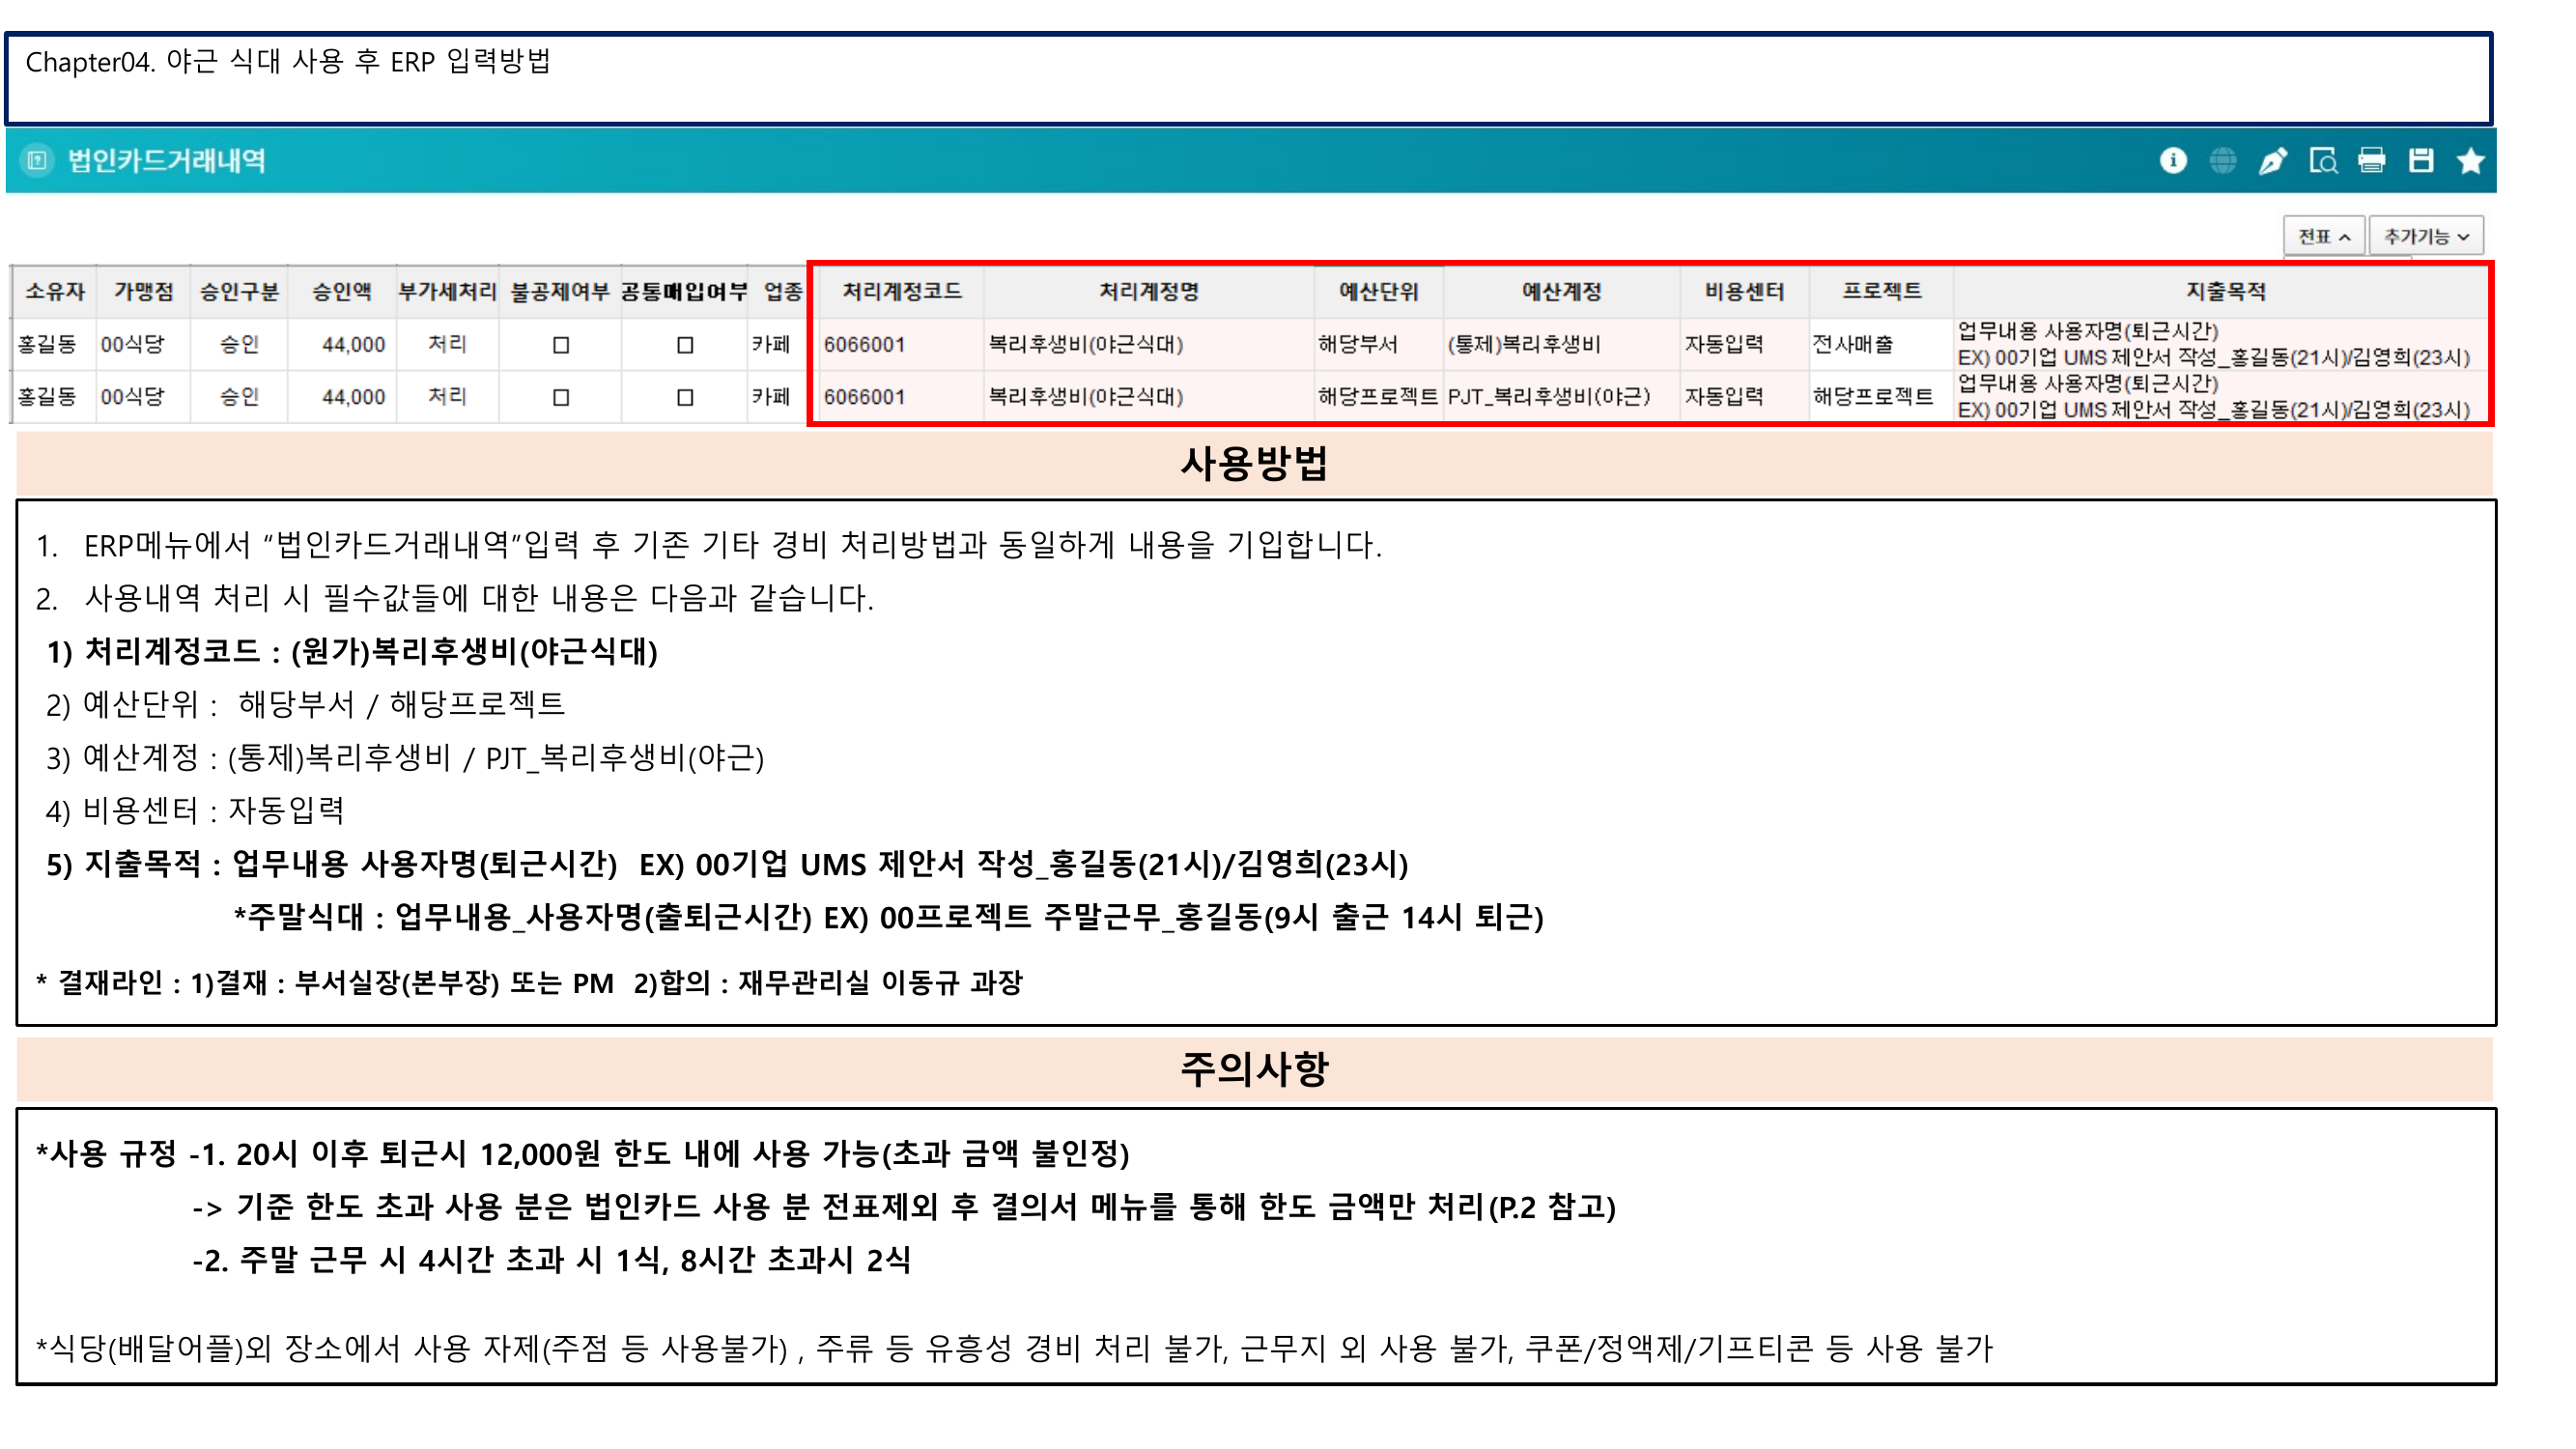 Chapter04. 야근 식대 사용 후 ERP 입력방법
법인카드거래내역
전표 추가기능
소유자 가맹점 승인구분 승인액 부가세처리 불공제여부 공통매입여부 업종 처리계정코드 처리계정명 예산단위 예산계정 비용센터 프로젝트 지출목적
홍길동 00식당 승인 44,000 처리 카페 6066001 복리후생비(야근식대) 해당부서 (통제)복리후생비 자동입력 전사매출 업무내용 사용자명(퇴근시간)
EX) 00기업 UMS 제안서 작성_홍길동(21시)/김영희(23시)
홍길동 00식당 승인 44,000 처리 카페 6066001 복리후생비(야근식대) 해당프로젝트 PJT_복리후생비(야근) 자동입력 해당프로젝트 업무내용 사용자명(퇴근시간)
EX) 00기업 UMS 제안서 작성_홍길동(21시)/김영희(23시)
사용방법
1. ERP메뉴에서 “법인카드거래내역”입력 후 기존 기타 경비 처리방법과 동일하게 내용을 기입합니다.
2. 사용내역 처리 시 필수값들에 대한 내용은 다음과 같습니다.
1) 처리계정코드 : (원가)복리후생비(야근식대)
2) 예산단위 : 해당부서 / 해당프로젝트
3) 예산계정 : (통제)복리후생비 / PJT_복리후생비(야근)
4) 비용센터 : 자동입력
5) 지출목적 : 업무내용 사용자명(퇴근시간) EX) 00기업 UMS 제안서 작성_홍길동(21시)/김영희(23시)
*주말식대 : 업무내용_사용자명(출퇴근시간) EX) 00프로젝트 주말근무_홍길동(9시 출근 14시 퇴근)
* 결재라인 : 1)결재 : 부서실장(본부장) 또는 PM 2)합의 : 재무관리실 이동규 과장
주의사항
*사용 규정 -1. 20시 이후 퇴근시 12,000원 한도 내에 사용 가능(초과 금액 불인정)
-> 기준 한도 초과 사용 분은 법인카드 사용 분 전표제외 후 결의서 메뉴를 통해 한도 금액만 처리(P.2 참고)
-2. 주말 근무 시 4시간 초과 시 1식, 8시간 초과시 2식
*식당(배달어플)외 장소에서 사용 자제(주점 등 사용불가) , 주류 등 유흥성 경비 처리 불가, 근무지 외 사용 불가, 쿠폰/정액제/기프티콘 등 사용 불가